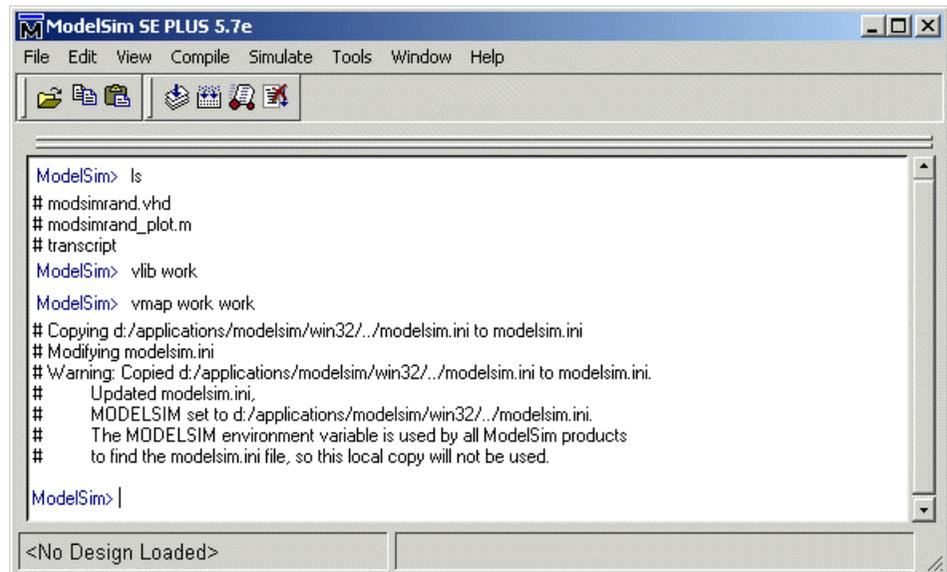 ModelSim SE PLUS 5.7e
File Edit View Compile Simulate Tools Window Help
ModelSim> ls
# modsimrand.vhd
# modsimrand_plot.m
# transcript
ModelSim> vlib work
ModelSim> vmap work work
# Copying d:/applications/modelsim/win32/../modelsim.ini to modelsim.ini
# Modifying modelsim.ini
# Warning: Copied d:/applications/modelsim/win32/../modelsim.ini to modelsim.ini.
#         Updated modelsim.ini,
#         MODELSIM set to d:/applications/modelsim/win32/../modelsim.ini.
#         The MODELSIM environment variable is used by all ModelSim products
#         to find the modelsim.ini file, so this local copy will not be used.
ModelSim>
<No Design Loaded>